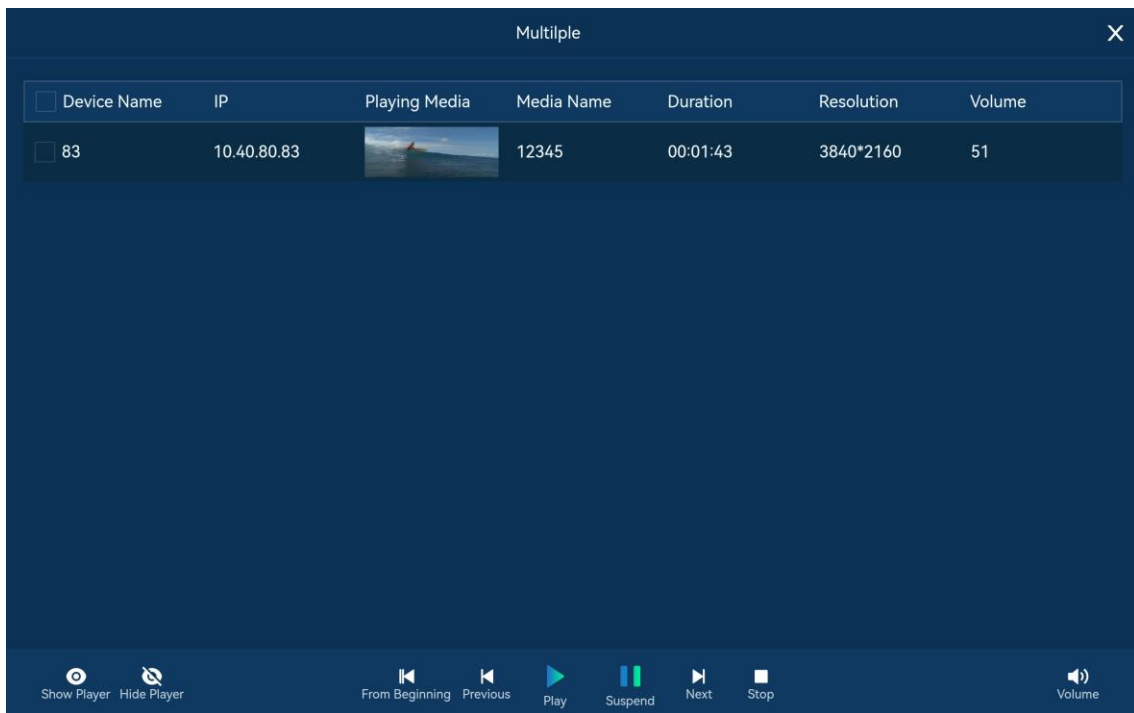 Multilple
Device Name IP Playing Media Media Name Duration Resolution Volume
83 10.40.80.83 12345 00:01:43 3840*2160 51
Show Player Hide Player From Beginning Previous Play Suspend Next Stop Volume